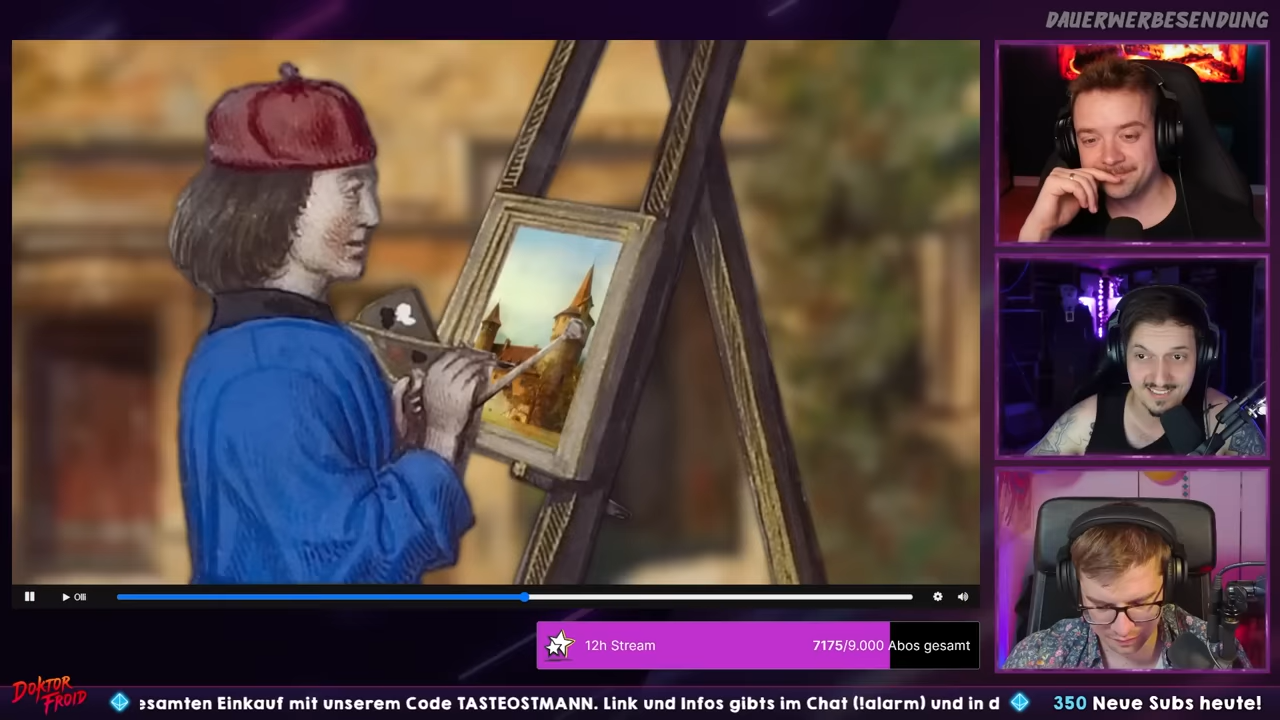 DAUERWERBESENDUNG
Olli
12h Stream
7175/9.000 Abos gesamt
DOKTOR
FROID
esamten Einkauf mit unserem Code TASTEOSTMANN. Link und Infos gibts im Chat (!alarm) und in d
350 Neue Subs heute!